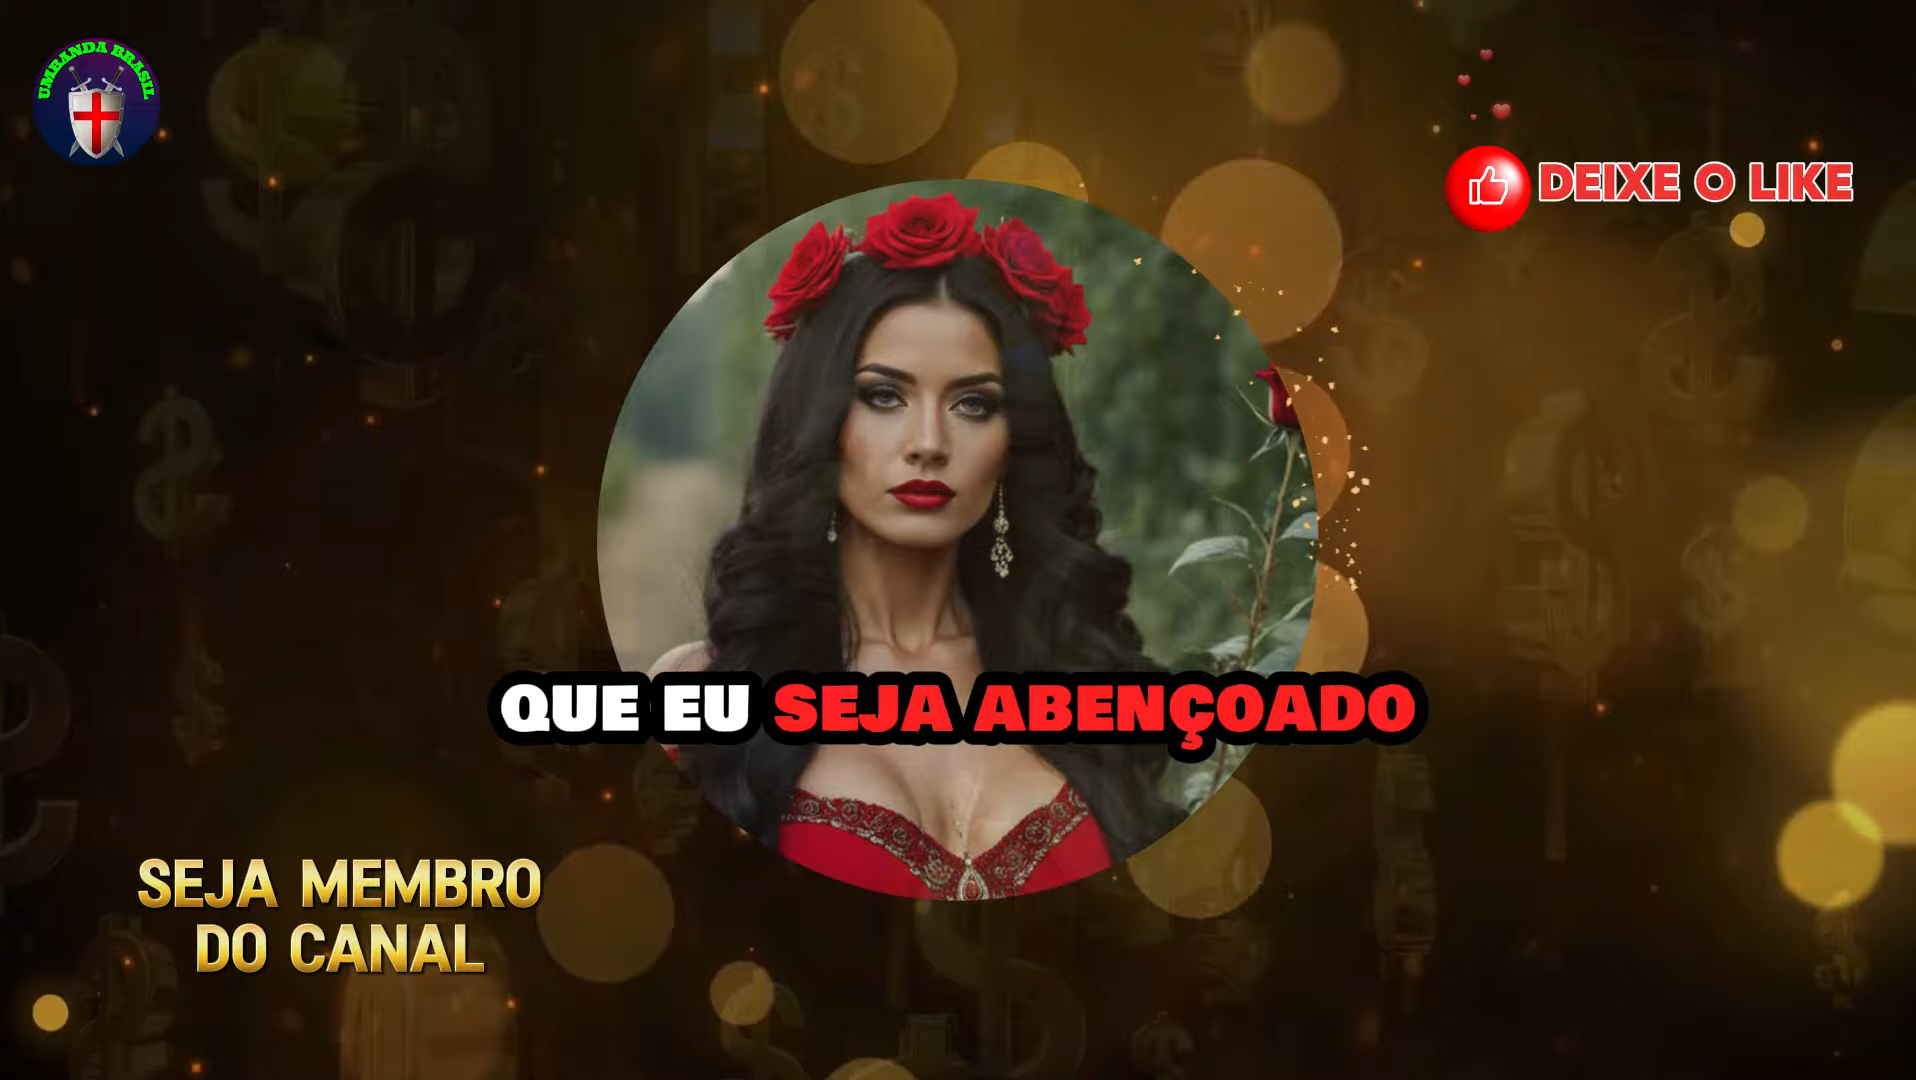 UMBANDA BRASIL
DEIXE O LIKE
QUE EU SEJA ABENÇOADO
SEJA MEMBRO
DO CANAL